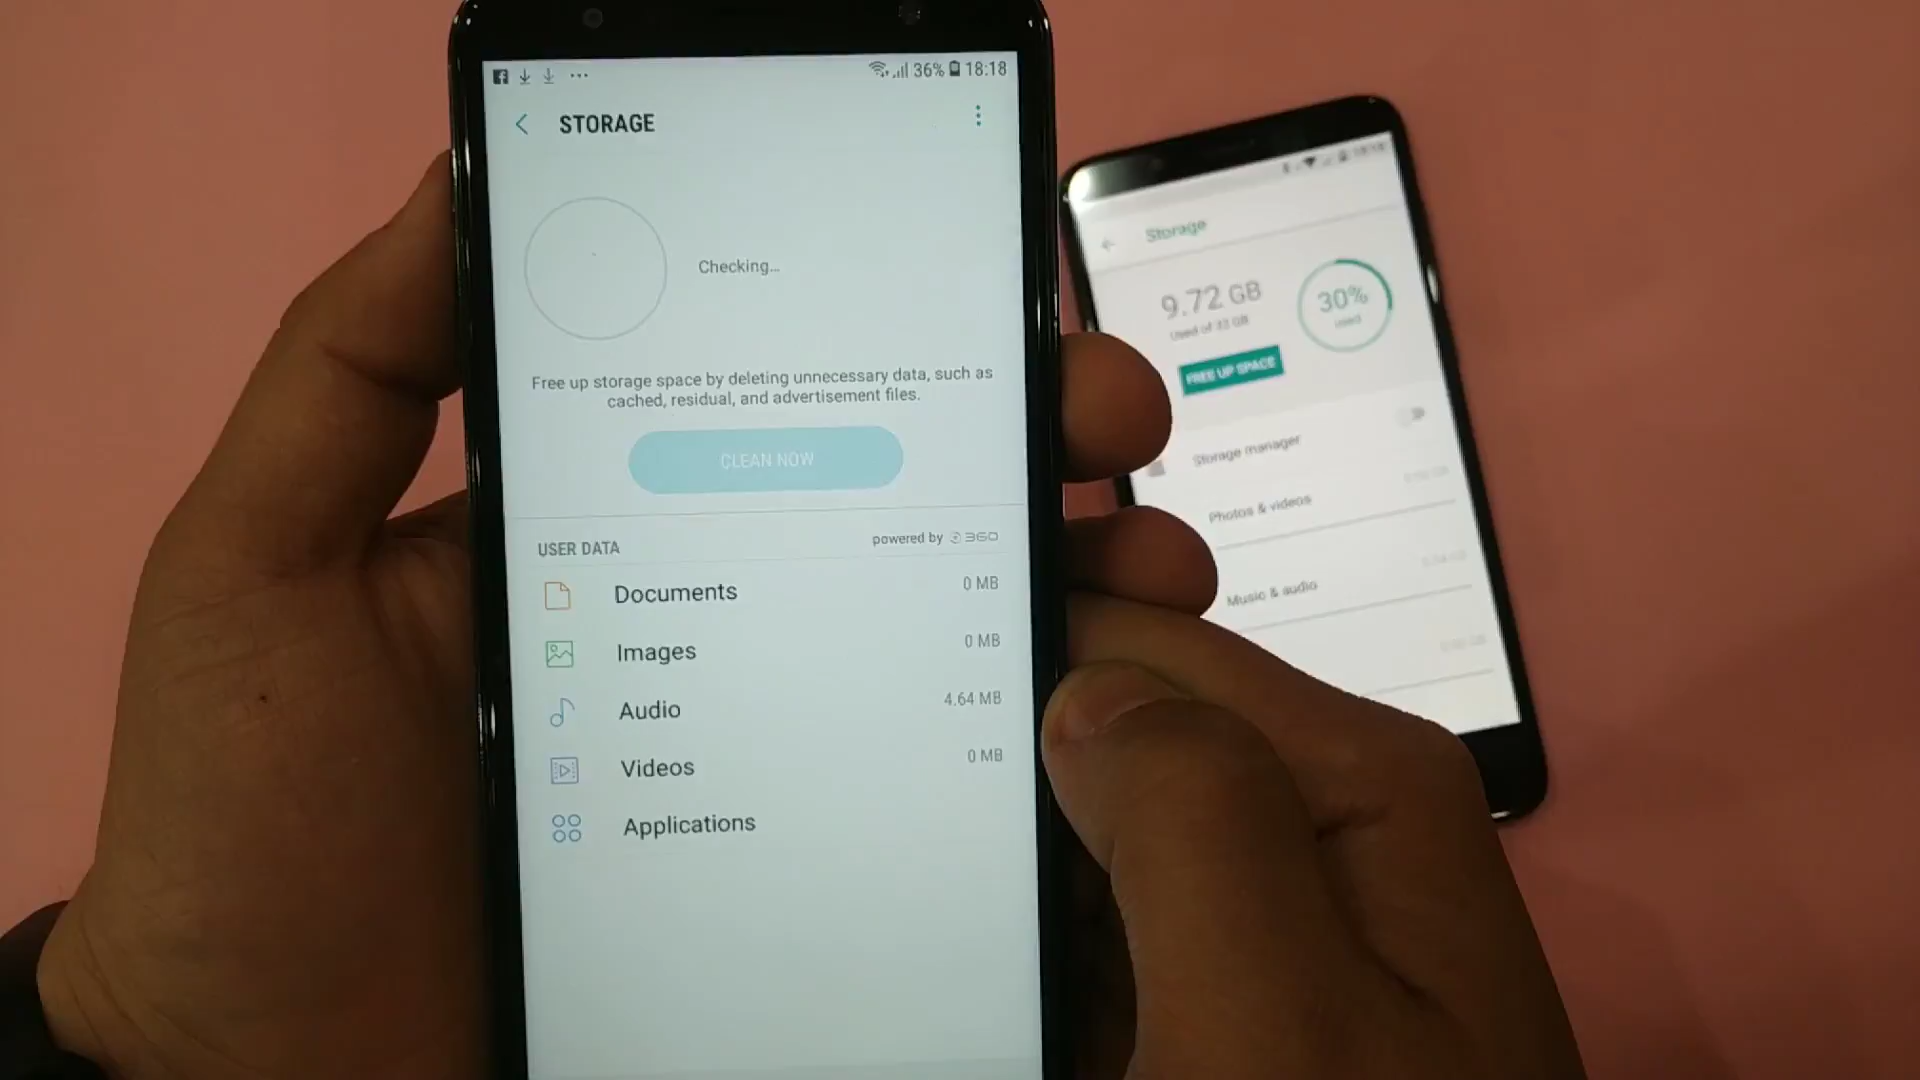 36% 18:18
STORAGE
Checking...
Free up storage space by deleting unnecessary data, such as
cached, residual, and advertisement files.
CLEAN NOW
USER DATA
powered by 360
Documents 0 MB
Images 0 MB
Audio 4.64 MB
Videos 0 MB
Applications
Storage
9.72 GB
Used of 32 GB
30%
used
FREE UP SPACE
Storage manager
Photos & videos
Music & audio